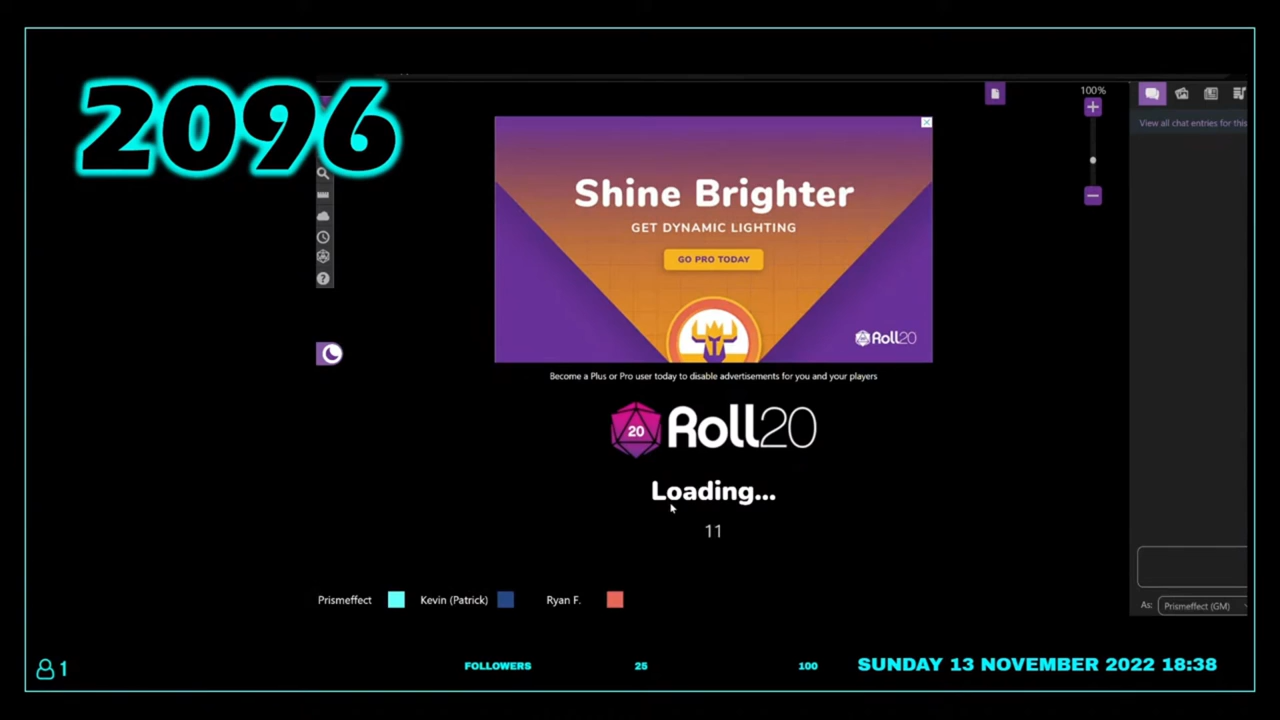 2096
100%
View all chat entries for this
Shine Brighter
GET DYNAMIC LIGHTING
GO PRO TODAY
Roll20
Become a Plus or Pro user today to disable advertisements for you and your players
20 Roll20
Loading...
11
Prismeffect Kevin (Patrick) Ryan F.
As: Prismeffect (GM)
1 FOLLOWERS 25 100 SUNDAY 13 NOVEMBER 2022 18:38